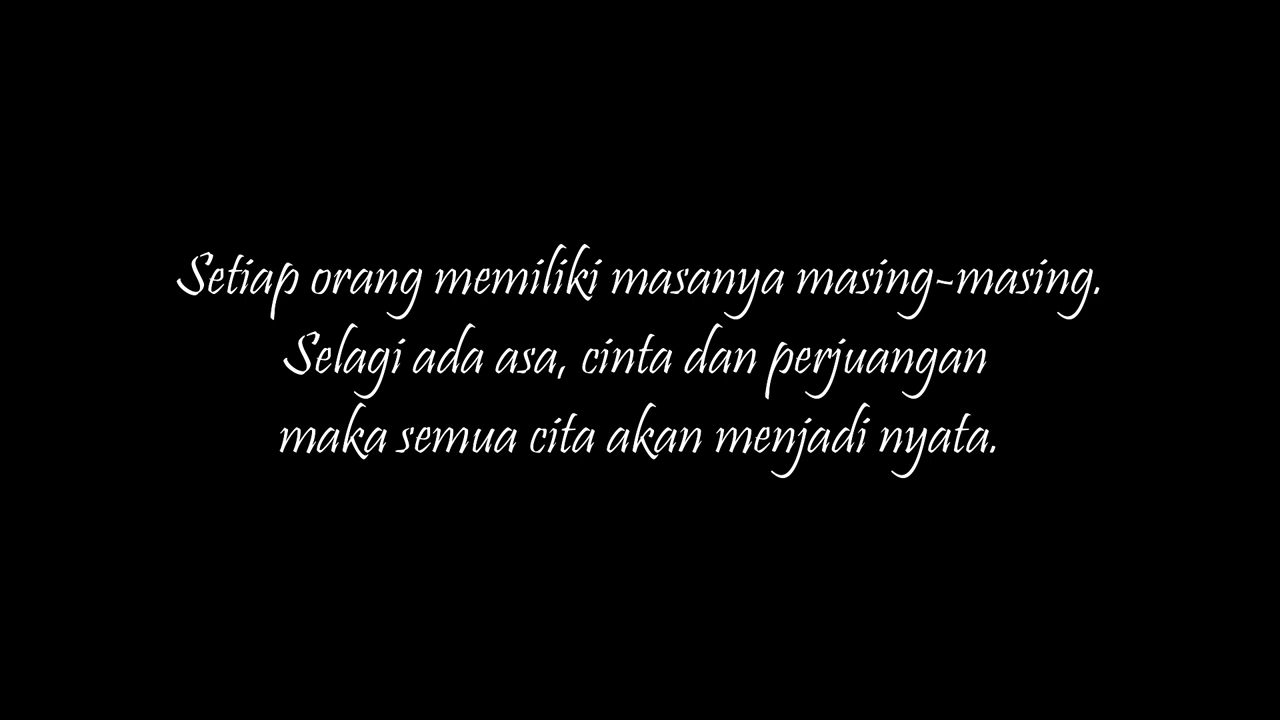 Setiap orang memiliki masanya masing-masing.
Selagi ada asa, cinta dan perjuangan
maka semua cita akan menjadi nyata.